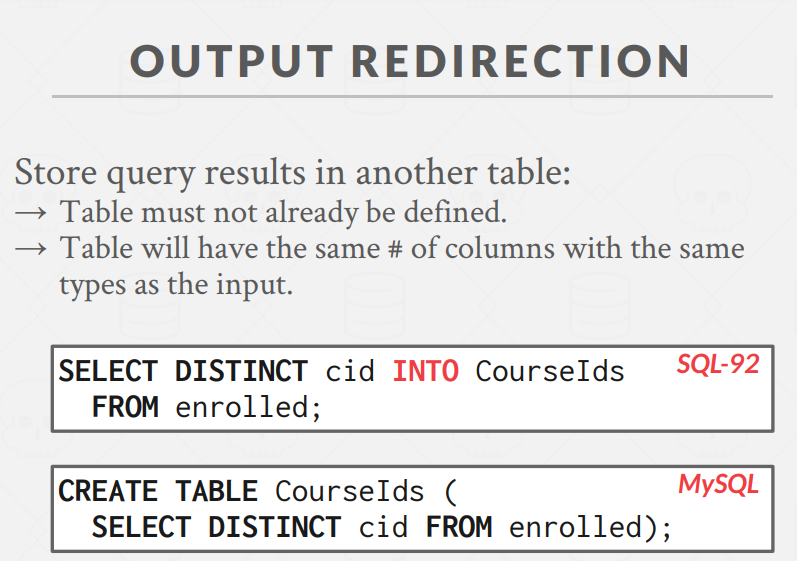 OUTPUT REDIRECTION
Store query results in another table:
→ Table must not already be defined.
→ Table will have the same # of columns with the same
types as the input.
SELECT DISTINCT cid INTO CourseIds
FROM enrolled;
SQL-92
CREATE TABLE CourseIds (
SELECT DISTINCT cid FROM enrolled);
MySQL